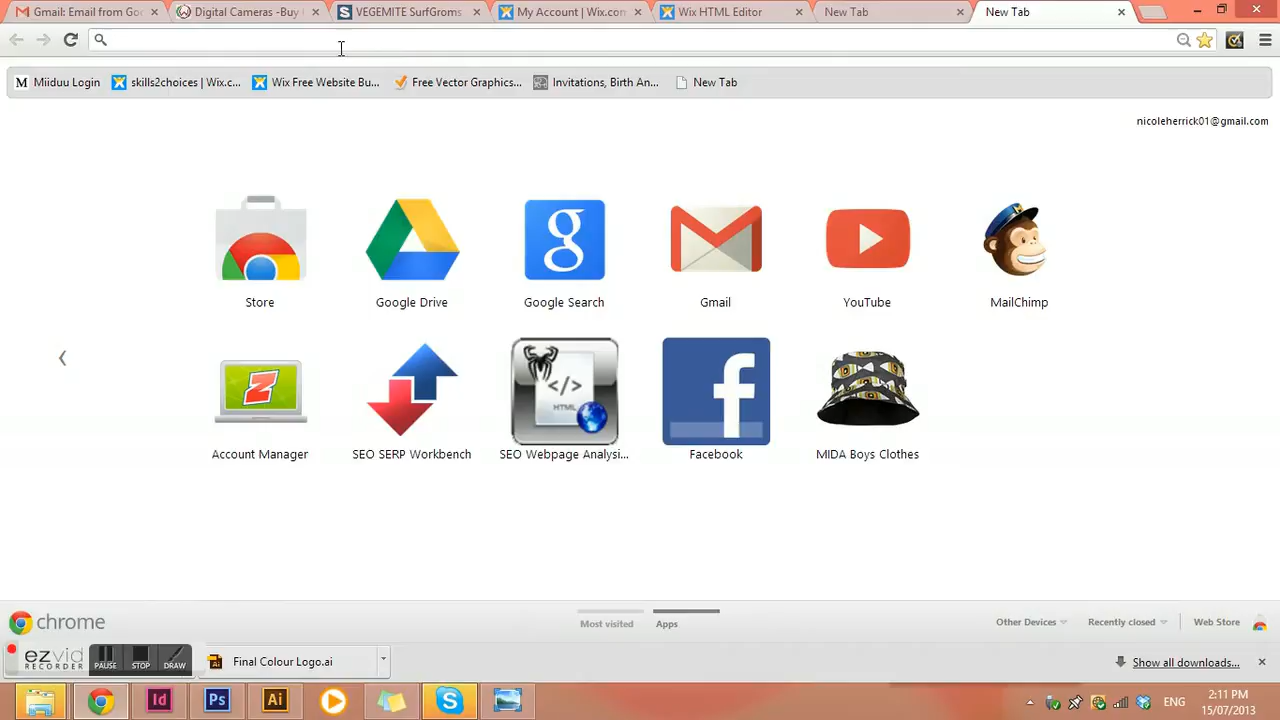 Gmail: Email from Goo
Digital Cameras -Buy
VEGEMITE SurfGroms
My Account | Wix.com
Wix HTML Editor
New Tab
New Tab
Miiduu Login
skills2choices | Wix.c...
Wix Free Website Bu...
Free Vector Graphics...
Invitations, Birth An...
New Tab
nicoleherrick01@gmail.com
Store
Google Drive
Google Search
Gmail
YouTube
MailChimp
Account Manager
SEO SERP Workbench
SEO Webpage Analysi...
Facebook
MIDA Boys Clothes
chrome
Most visited
Apps
Other Devices
Recently closed
Web Store
ezvid
RECORDER
PAUSE
STOP
DRAW
Final Colour Logo.ai
Show all downloads...
Id
Ps
Ai
ENG
2:11 PM
15/07/2013